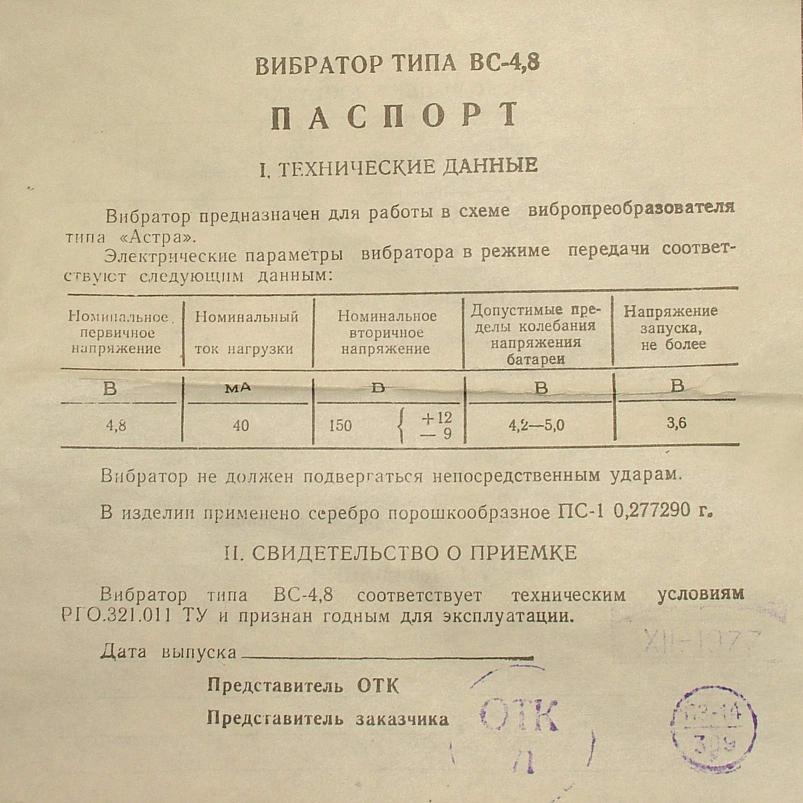 ВИБРАТОР ТИПА ВС-4,8
ПАСПОРТ
I. ТЕХНИЧЕСКИЕ ДАННЫЕ
Вибратор предназначен для работы в схеме вибропреобразователя
типа «Астра».
Электрические параметры вибратора в режиме передачи соответ-
ствуют следующим данным:
Номинальное первичное напряжение
Номинальный ток нагрузки
Номинальное вторичное напряжение
Допустимые пре-
делы колебания
напряжения
батареи
Напряжение запуска, не более
В мА В В В
4,8 40 150 { +12 — 9 4,2—5,0 3,6
Вибратор не должен подвергаться непосредственным ударам.
В изделии применено серебро порошкообразное ПС-1 0,277290 г.
II. СВИДЕТЕЛЬСТВО О ПРИЕМКЕ
Вибратор типа ВС-4,8 соответствует техническим условиям
РГО.321.011 ТУ и признан годным для эксплуатации.
XII-1977
Дата выпуска
Представитель ОТК
Представитель заказчика
ОТК